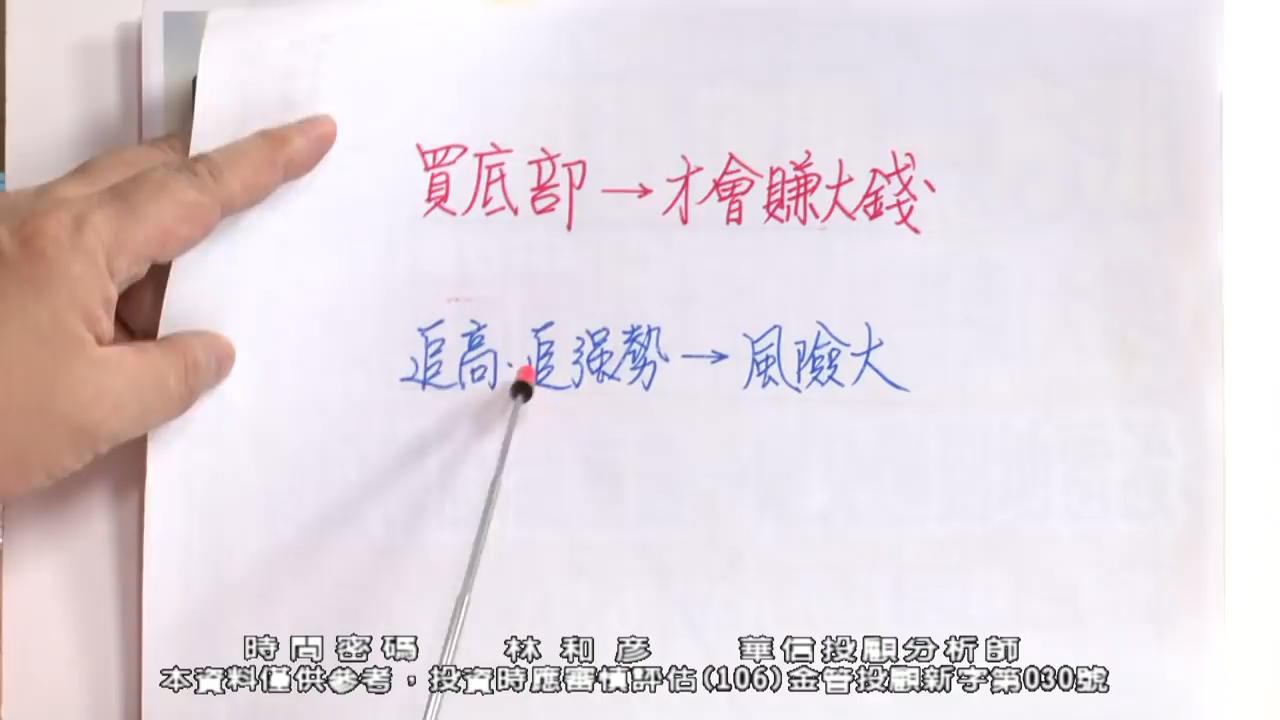 買底部→才會賺大錢
追高.追强勢→風險大
時間密碼 林和彥 華信投顧分析師
本資料僅供參考，投資時應審慎評估(106)金管投顧新字第030號